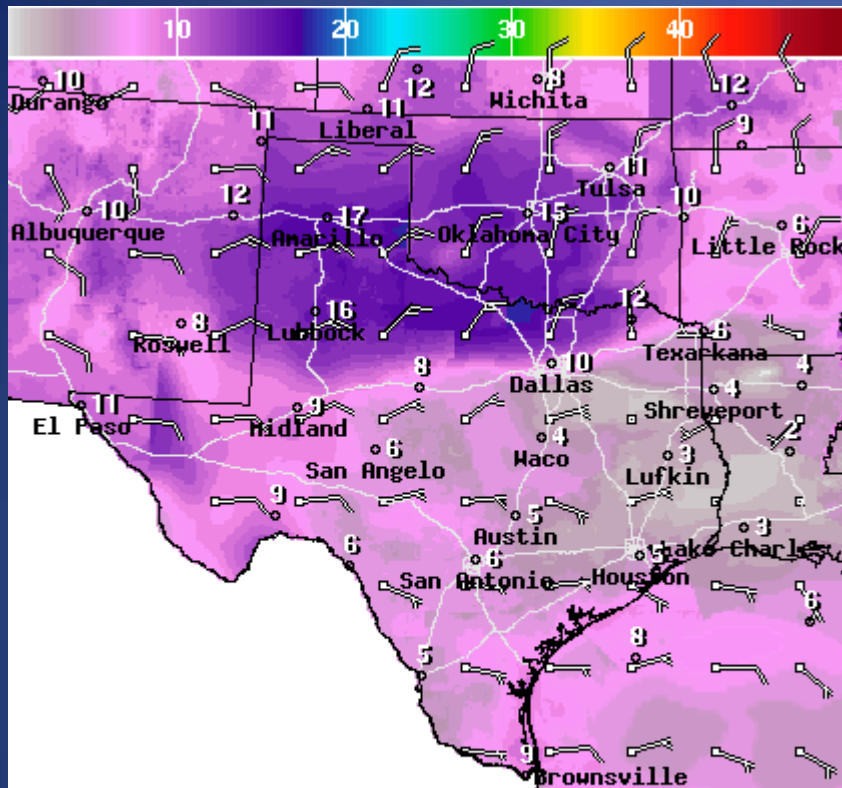 10 20 30 40
10 12 8 12
Durango Wichita
11
Liberal
11 9
11
Tulsa
10 12 17 15 10 6
Albuquerque Amarillo Oklahoma City Little Rock
16 12
8 Lubbock 6
Roswell Texarkana
8 10 4
Dallas 4
11 9 Shreveport
El Paso Midland
6 4 2
San Angelo Waco 3
Lufkin
9 5 3
Austin
6 6 5 Lake Charles
San Antonio Houston
6
8
5
9
Brownsville